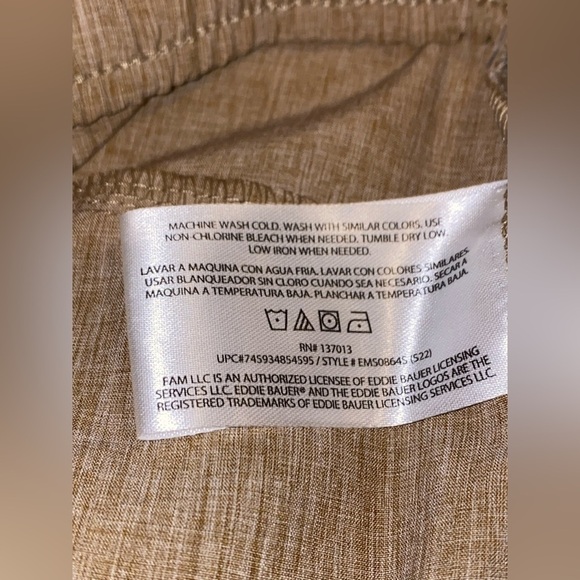 MACHINE WASH COLD. WASH WITH SIMILAR COLORS. USE
NON-CHLORINE BLEACH WHEN NEEDED. TUMBLE DRY LOW.
LOW IRON WHEN NEEDED.
LAVAR A MAQUINA CON AGUA FRIA. LAVAR CON COLORES SIMILARES.
USAR BLANQUEADOR SIN CLORO CUANDO SEA NECESARIO. SECAR A
MAQUINA A TEMPERATURA BAJA. PLANCHAR A TEMPERATURA BAJA.
RN# 137013
UPC#745934854595 / STYLE # EMS08645 (S22)
FAM LLC IS AN AUTHORIZED LICENSEE OF EDDIE BAUER LICENSING
SERVICES LLC. EDDIE BAUER® AND THE EDDIE BAUER LOGOS ARE THE
REGISTERED TRADEMARKS OF EDDIE BAUER LICENSING SERVICES LLC.